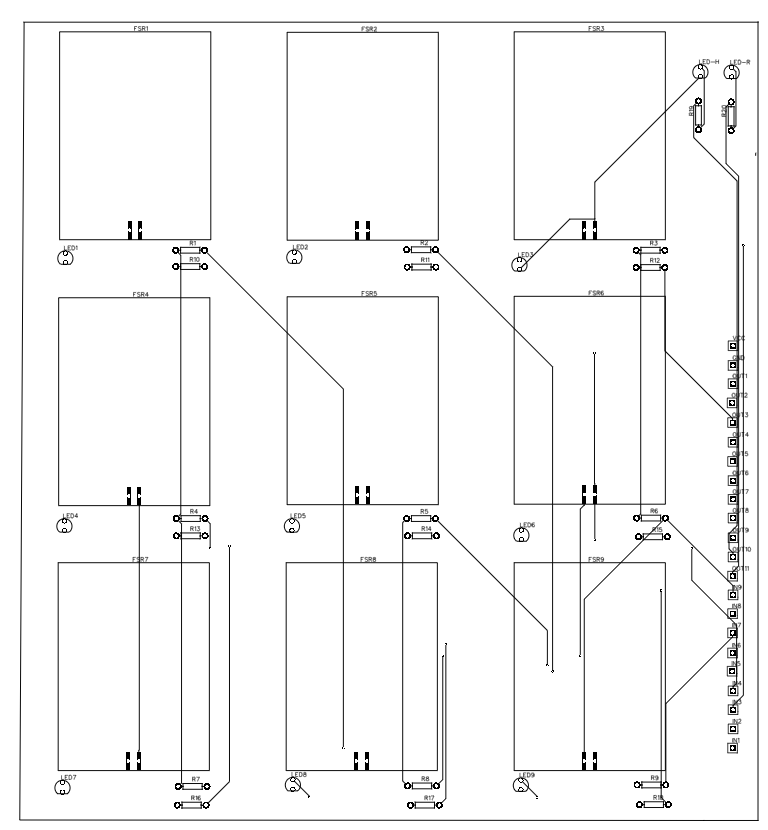 FSR1 FSR2 FSR3
LED-H LED-R
R19 R20
LED1 R1 LED2 R2 LED3 R3
R10 R11 R12
FSR4 FSR5 FSR6
VCC
GND
OUT1
OUT2
OUT3
OUT4
OUT5
OUT6
OUT7
OUT8
OUT9
OUT10
OUT11
LED4 R4 LED5 R5 LED6 R6
R13 R14 R15
FSR7 FSR8 FSR9
IN9
IN8
IN7
IN6
IN5
IN4
IN3
IN2
IN1
LED7 R7 LED8 R8 LED9 R9
R16 R17 R18